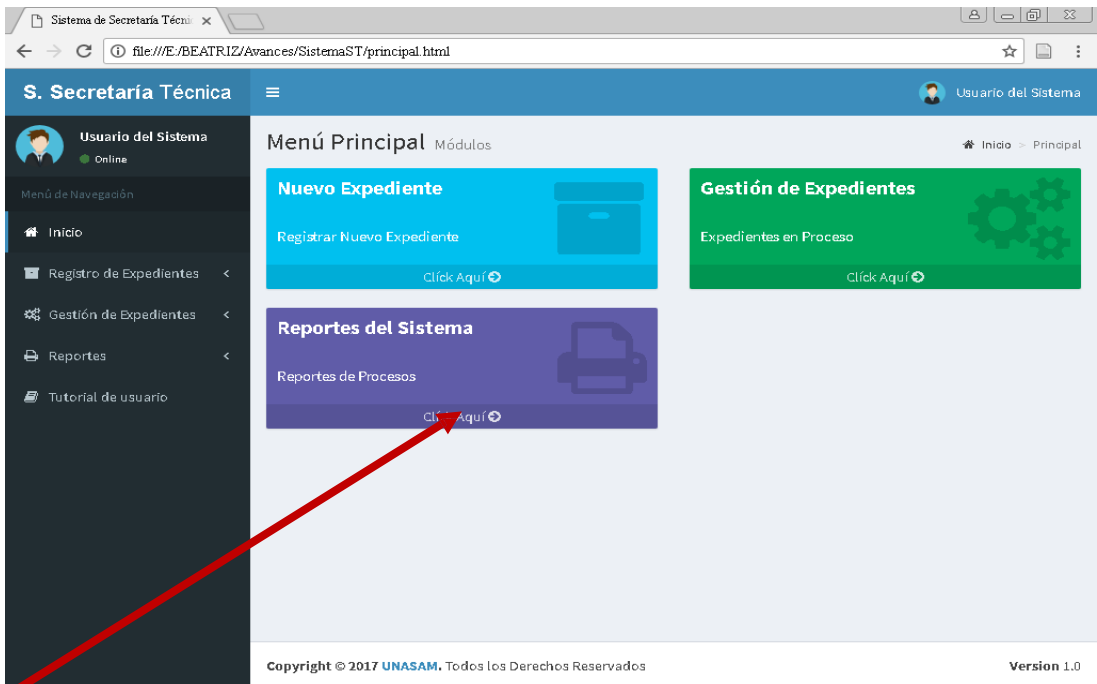 Sistema de Secretaría Técni
file:///E:/BEATRIZ/Avances/SistemaST/principal.html
S. Secretaría Técnica
Usuario del Sistema
Usuario del Sistema
Online
Menú de Navegación
Inicio
Registro de Expedientes
Gestión de Expedientes
Reportes
Tutorial de usuario
Menú Principal Módulos
Inicio > Principal
Nuevo Expediente
Registrar Nuevo Expediente
Click Aquí
Gestión de Expedientes
Expedientes en Proceso
Click Aquí
Reportes del Sistema
Reportes de Procesos
Aquí
Copyright © 2017 UNASAM. Todos los Derechos Reservados
Version 1.0